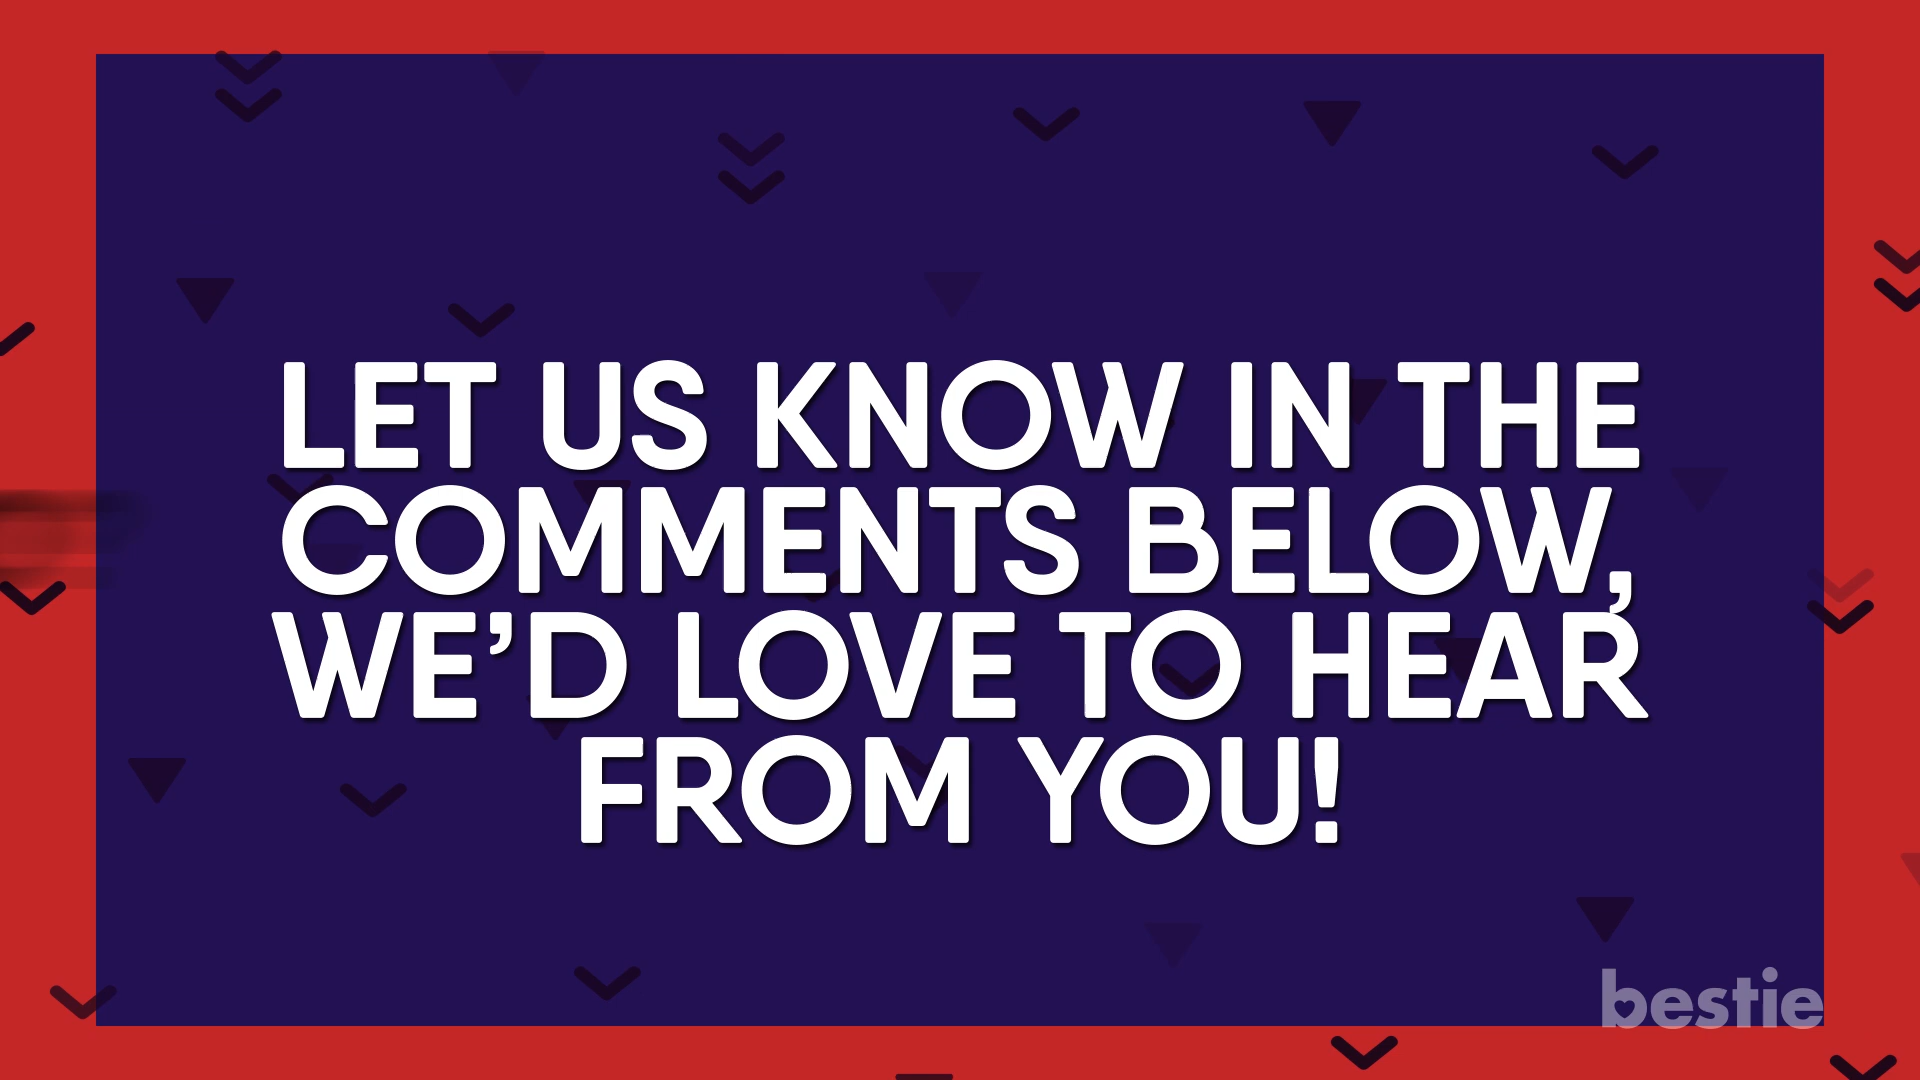 LET US KNOW IN THE
COMMENTS BELOW,
WE’D LOVE TO HEAR
FROM YOU!
bestie